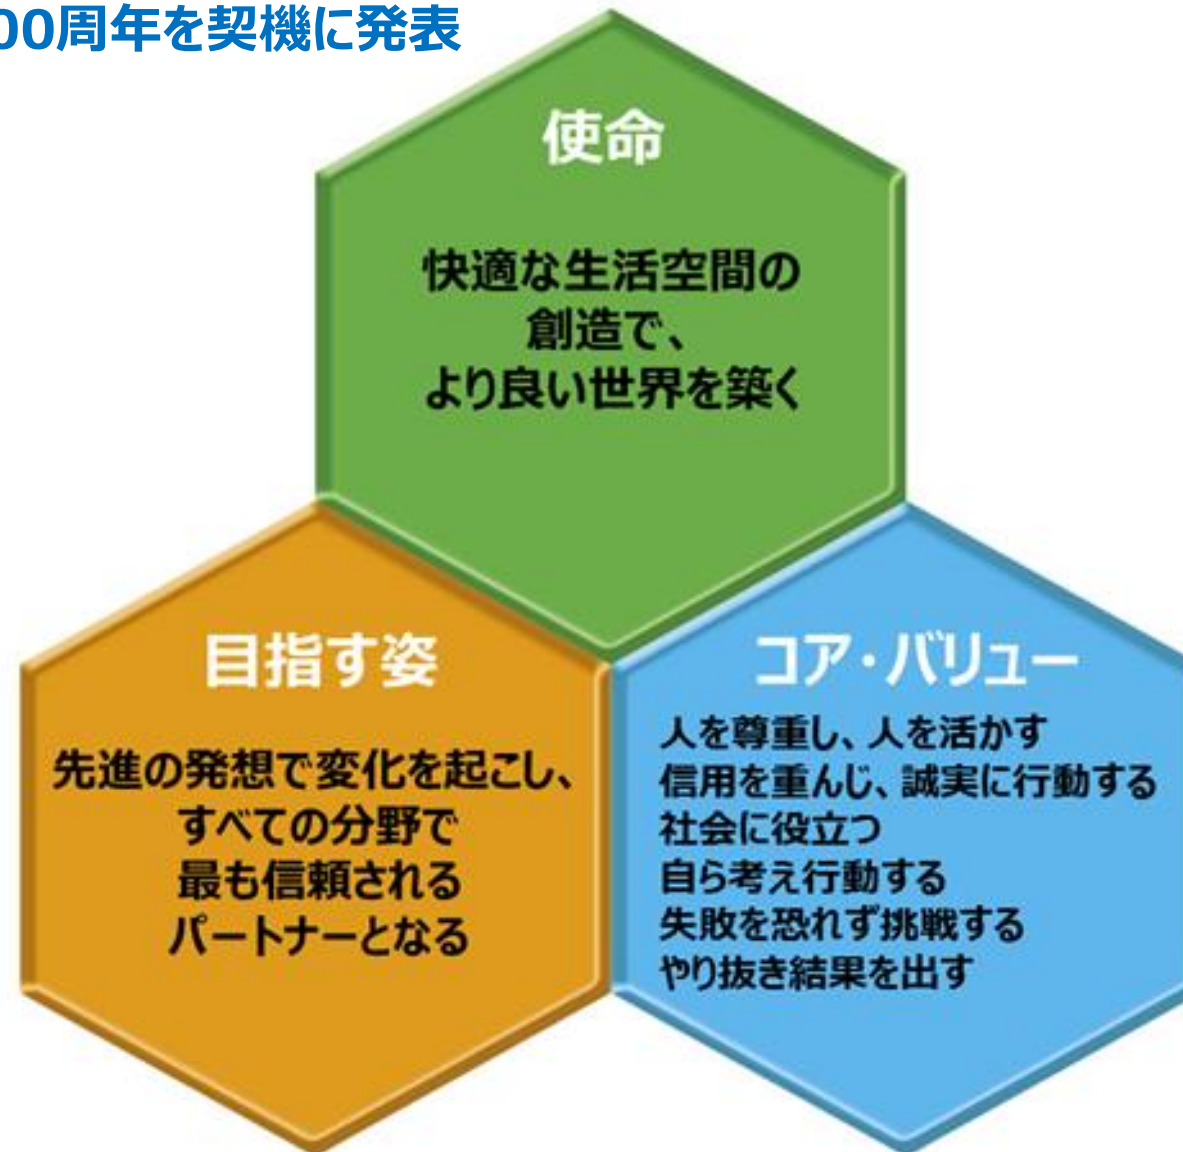 00周年を契機に発表
使命
快適な生活空間の
創造で、
より良い世界を築く
目指す姿
先進の発想で変化を起こし、
すべての分野で
最も信頼される
パートナーとなる
コア・バリュー
人を尊重し、人を活かす
信用を重んじ、誠実に行動する
社会に役立つ
自ら考え行動する
失敗を恐れず挑戦する
やり抜き結果を出す